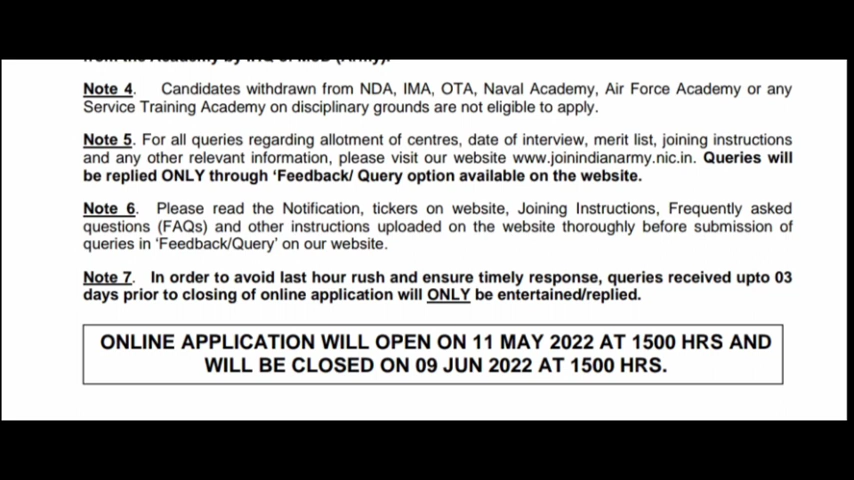 from the Academy by IAG of MSD (Army).
Note 4. Candidates withdrawn from NDA, IMA, OTA, Naval Academy, Air Force Academy or any
Service Training Academy on disciplinary grounds are not eligible to apply.
Note 5. For all queries regarding allotment of centres, date of interview, merit list, joining instructions
and any other relevant information, please visit our website www.joinindianarmy.nic.in. Queries will
be replied ONLY through ‘Feedback/ Query option available on the website.
Note 6. Please read the Notification, tickers on website, Joining Instructions, Frequently asked
questions (FAQs) and other instructions uploaded on the website thoroughly before submission of
queries in ‘Feedback/Query’ on our website.
Note 7. In order to avoid last hour rush and ensure timely response, queries received upto 03
days prior to closing of online application will ONLY be entertained/replied.
ONLINE APPLICATION WILL OPEN ON 11 MAY 2022 AT 1500 HRS AND
WILL BE CLOSED ON 09 JUN 2022 AT 1500 HRS.